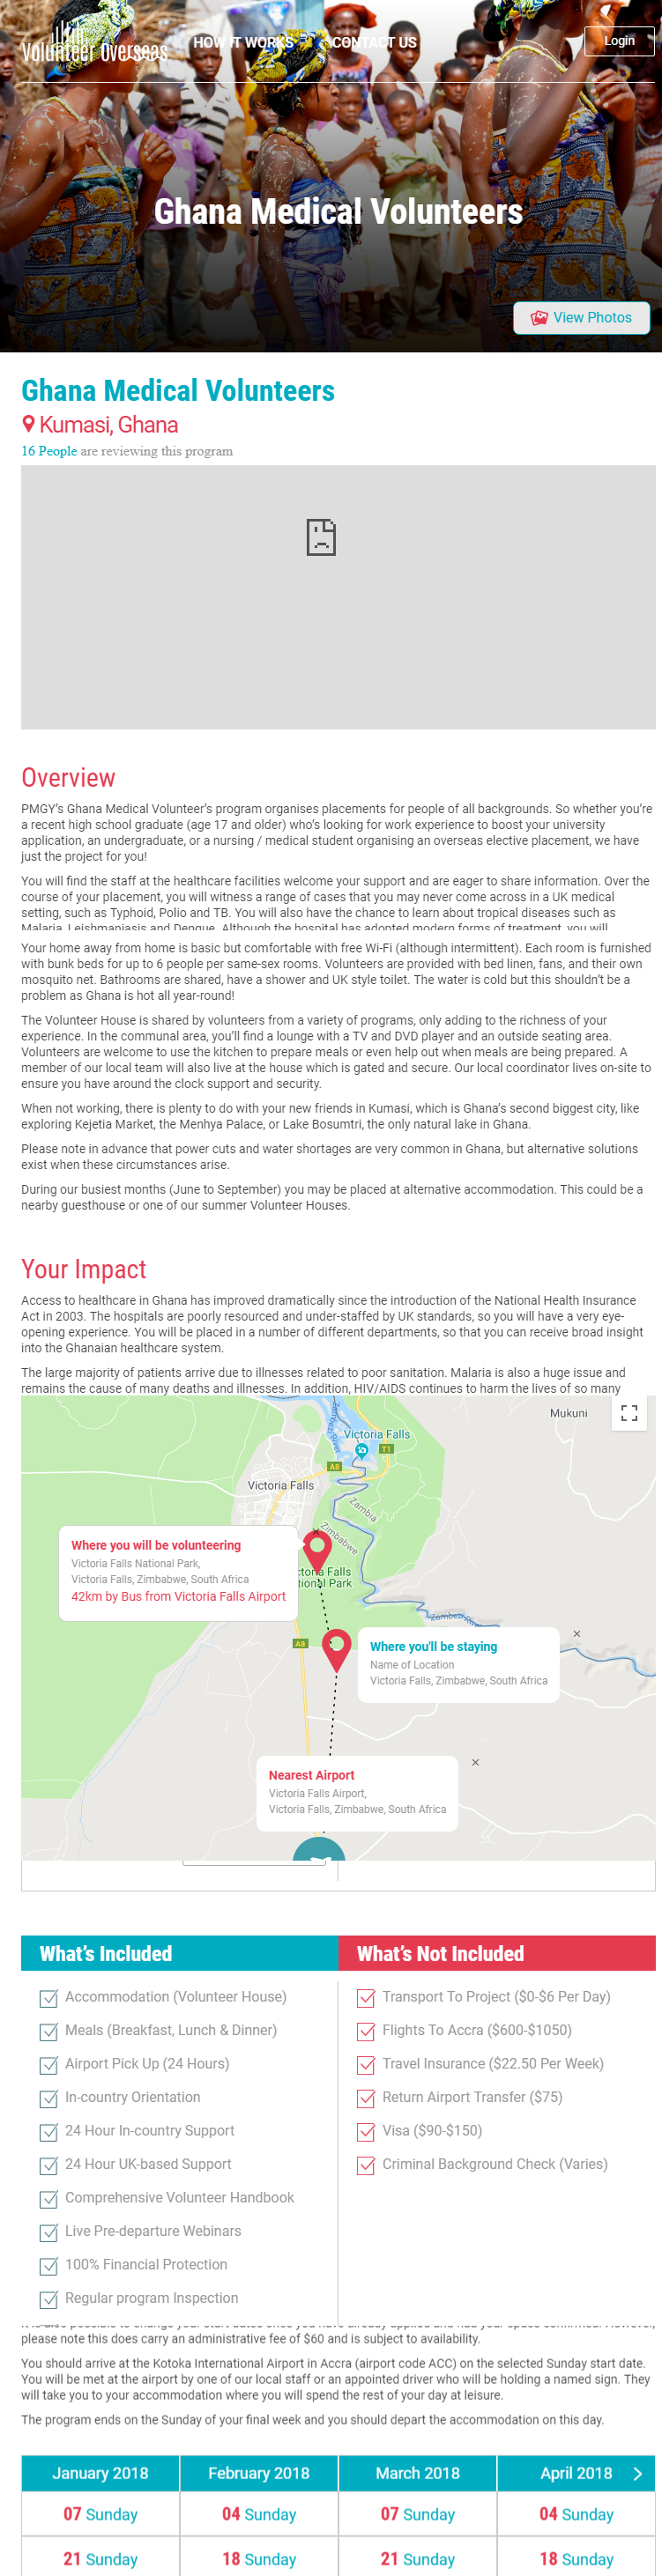 Volunteer Overseas
HOW IT WORKS
CONTACT US
Login
Ghana Medical Volunteers
View Photos
Ghana Medical Volunteers
Kumasi, Ghana
16 People are reviewing this program
Overview
PMGY's Ghana Medical Volunteer's program organises placements for people of all backgrounds. So whether you're
a recent high school graduate (age 17 and older) who's looking for work experience to boost your university
application, an undergraduate, or a nursing / medical student organising an overseas elective placement, we have
just the project for you!
You will find the staff at the healthcare facilities welcome your support and are eager to share information. Over the
course of your placement, you will witness a range of cases that you may never come across in a UK medical
setting, such as Typhoid, Polio and TB. You will also have the chance to learn about tropical diseases such as
Malaria, Leishmaniasis and Dengue. Although the hospital has adopted modern forms of treatment, you will
Your home away from home is basic but comfortable with free Wi-Fi (although intermittent). Each room is furnished
with bunk beds for up to 6 people per same-sex rooms. Volunteers are provided with bed linen, fans, and their own
mosquito net. Bathrooms are shared, have a shower and UK style toilet. The water is cold but this shouldn't be a
problem as Ghana is hot all year-round!
The Volunteer House is shared by volunteers from a variety of programs, only adding to the richness of your
experience. In the communal area, you'll find a lounge with a TV and DVD player and an outside seating area.
Volunteers are welcome to use the kitchen to prepare meals or even help out when meals are being prepared. A
member of our local team will also live at the house which is gated and secure. Our local coordinator lives on-site to
ensure you have around the clock support and security.
When not working, there is plenty to do with your new friends in Kumasi, which is Ghana's second biggest city, like
exploring Kejetia Market, the Menhya Palace, or Lake Bosumtri, the only natural lake in Ghana.
Please note in advance that power cuts and water shortages are very common in Ghana, but alternative solutions
exist when these circumstances arise.
During our busiest months (June to September) you may be placed at alternative accommodation. This could be a
nearby guesthouse or one of our summer Volunteer Houses.
Your Impact
Access to healthcare in Ghana has improved dramatically since the introduction of the National Health Insurance
Act in 2003. The hospitals are poorly resourced and under-staffed by UK standards, so you will have a very eye-
opening experience. You will be placed in a number of different departments, so that you can receive broad insight
into the Ghanaian healthcare system.
The large majority of patients arrive due to illnesses related to poor sanitation. Malaria is also a huge issue and
remains the cause of many deaths and illnesses. In addition, HIV/AIDS continues to harm the lives of so many
Mukuni
Victoria Falls
T1
A8
Victoria Falls
Zambia
Zimbabwe
Where you will be volunteering
Victoria Falls National Park,
Victoria Falls, Zimbabwe, South Africa
42km by Bus from Victoria Falls Airport
A8
Where you'll be staying
Name of Location
Victoria Falls, Zimbabwe, South Africa
Nearest Airport
Victoria Falls Airport,
Victoria Falls, Zimbabwe, South Africa
What's Included
Accommodation (Volunteer House)
Meals (Breakfast, Lunch & Dinner)
Airport Pick Up (24 Hours)
In-country Orientation
24 Hour In-country Support
24 Hour UK-based Support
Comprehensive Volunteer Handbook
Live Pre-departure Webinars
100% Financial Protection
Regular program Inspection
What's Not Included
Transport To Project ($0-$6 Per Day)
Flights To Accra ($600-$1050)
Travel Insurance ($22.50 Per Week)
Return Airport Transfer ($75)
Visa ($90-$150)
Criminal Background Check (Varies)
please note this does carry an administrative fee of $60 and is subject to availability.
You should arrive at the Kotoka International Airport in Accra (airport code ACC) on the selected Sunday start date.
You will be met at the airport by one of our local staff or an appointed driver who will be holding a named sign. They
will take you to your accommodation where you will spend the rest of your day at leisure.
The program ends on the Sunday of your final week and you should depart the accommodation on this day.
January 2018 February 2018 March 2018 April 2018
07 Sunday 04 Sunday 07 Sunday 04 Sunday
21 Sunday 18 Sunday 21 Sunday 18 Sunday